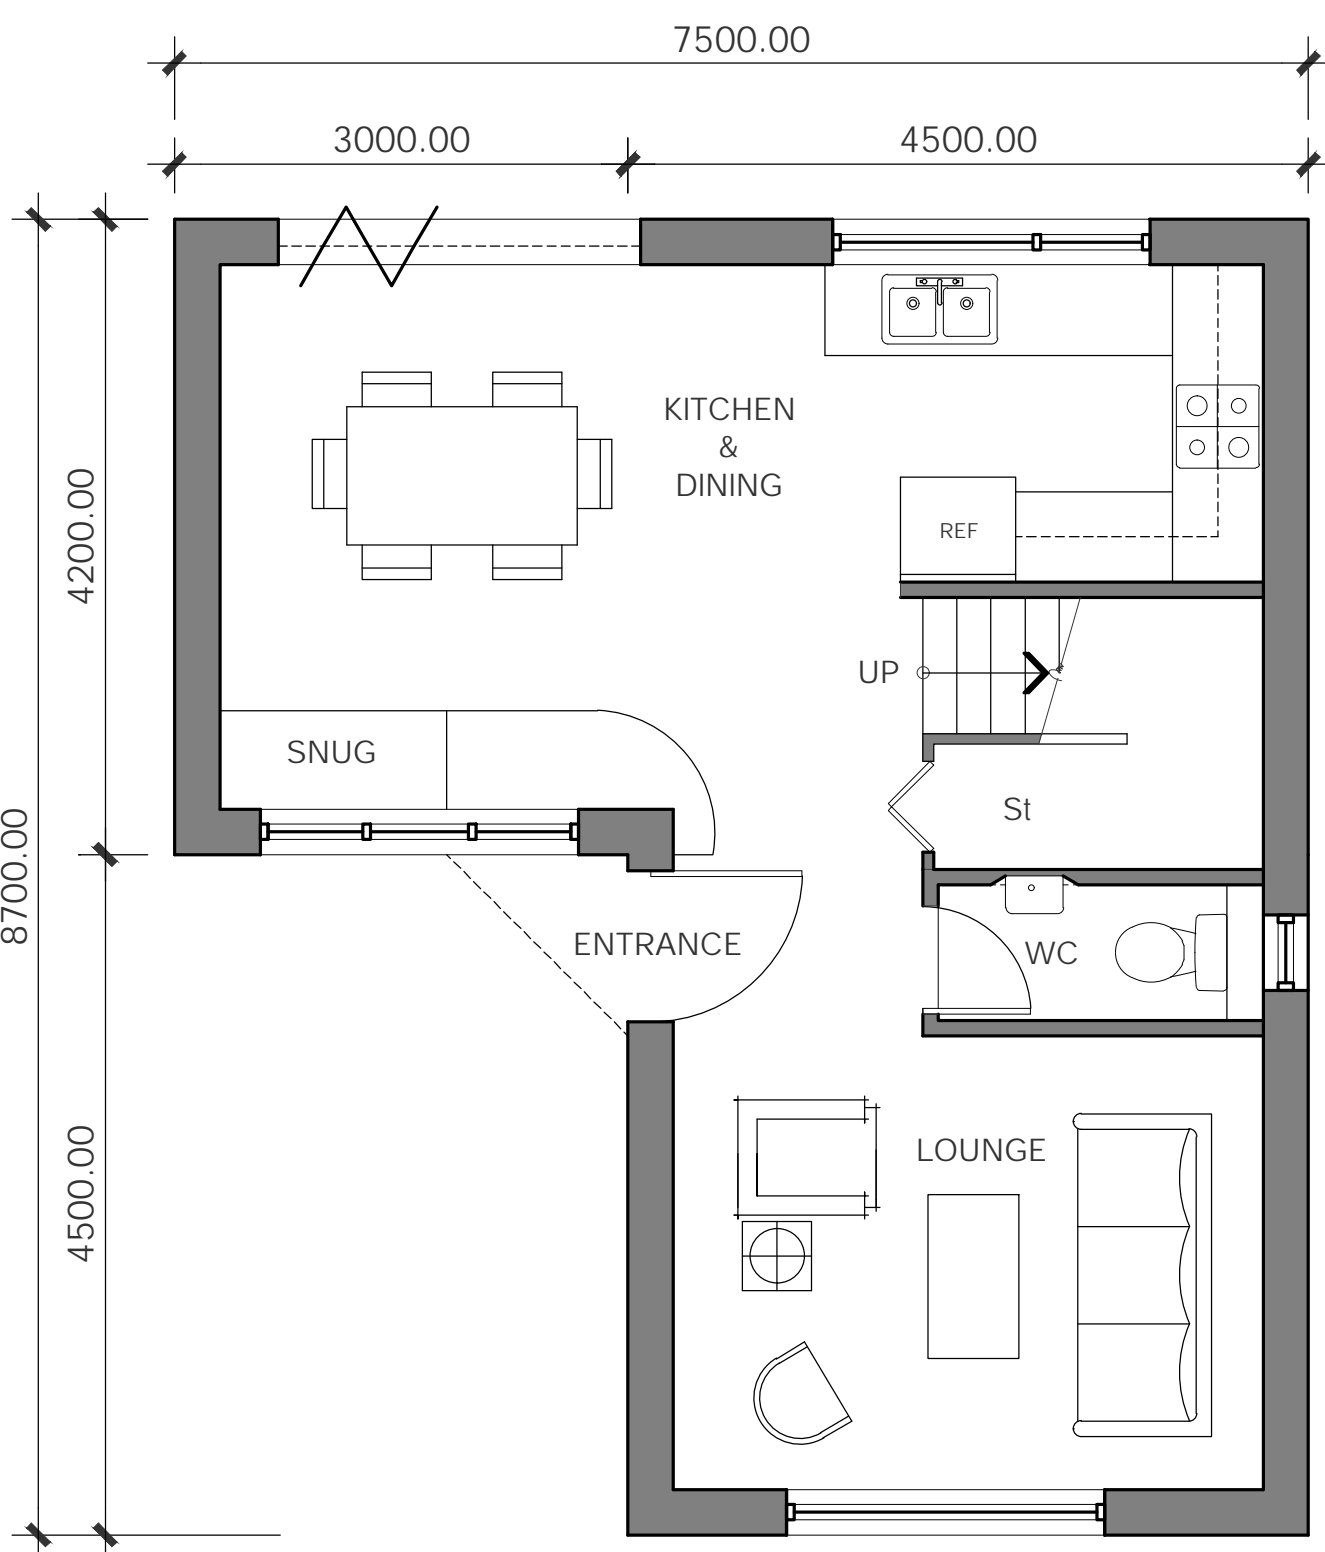 7500.00
3000.00
4500.00
KITCHEN
&
DINING
4200.00
REF
UP
SNUG
St
8700.00
ENTRANCE
WC
4500.00
LOUNGE